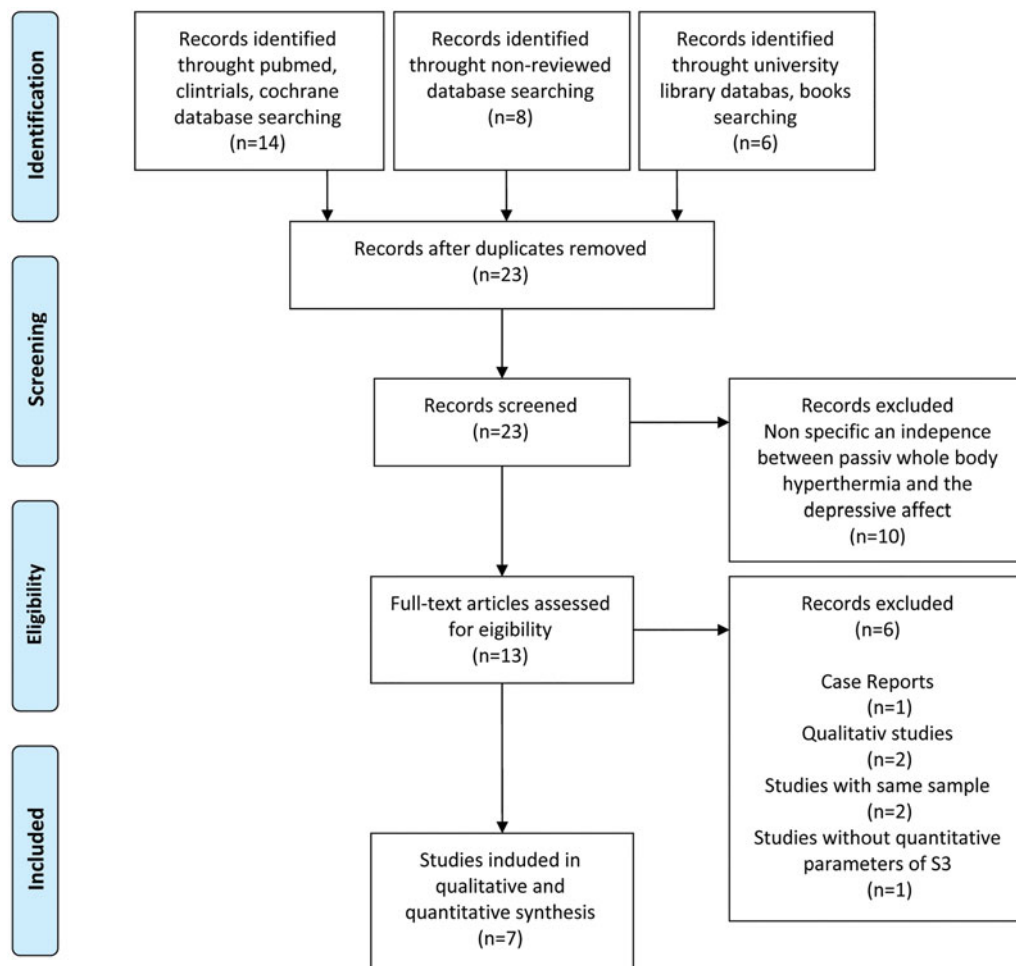 Identification
Records identified
throught pubmed,
clintrials, cochrane
database searching
(n=14)
Records identified
throught non-reviewed
database searching
(n=8)
Records identified
throught university
library databas, books
searching
(n=6)
Records after duplicates removed
(n=23)
Screening
Records screened
(n=23)
Records excluded
Non specific an indepence
between passiv whole body
hyperthermia and the
depressive affect
(n=10)
Eligibility
Full-text articles assessed
for eigibility
(n=13)
Records excluded
(n=6)
Case Reports
(n=1)
Qualitativ studies
(n=2)
Studies with same sample
(n=2)
Studies without quantitative
parameters of S3
(n=1)
Included
Studies induded in
qualitative and
quantitative synthesis
(n=7)